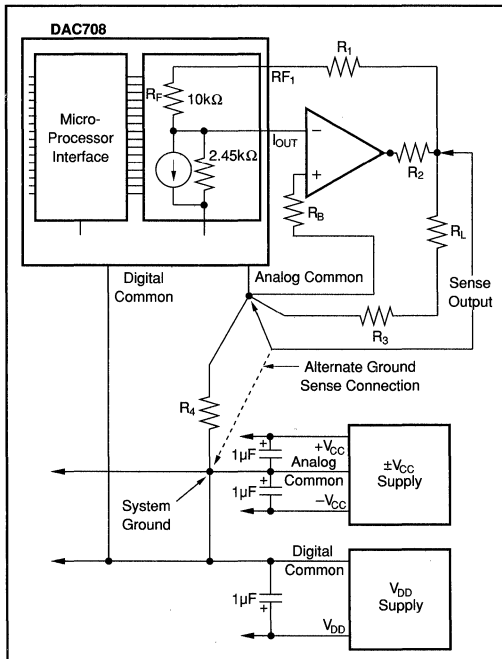 DAC708
Micro-
Processor
Interface
RF
10kΩ
2.45kΩ
RF1
IOUT
R1
−
+
R2
RB
RL
Sense
Output
Digital
Common
Analog Common
R3
Alternate Ground
Sense Connection
R4
System
Ground
1µF
+
+VCC
Analog
Common
1µF
+
−VCC
±VCC
Supply
Digital
Common
1µF
+
VDD
VDD
Supply